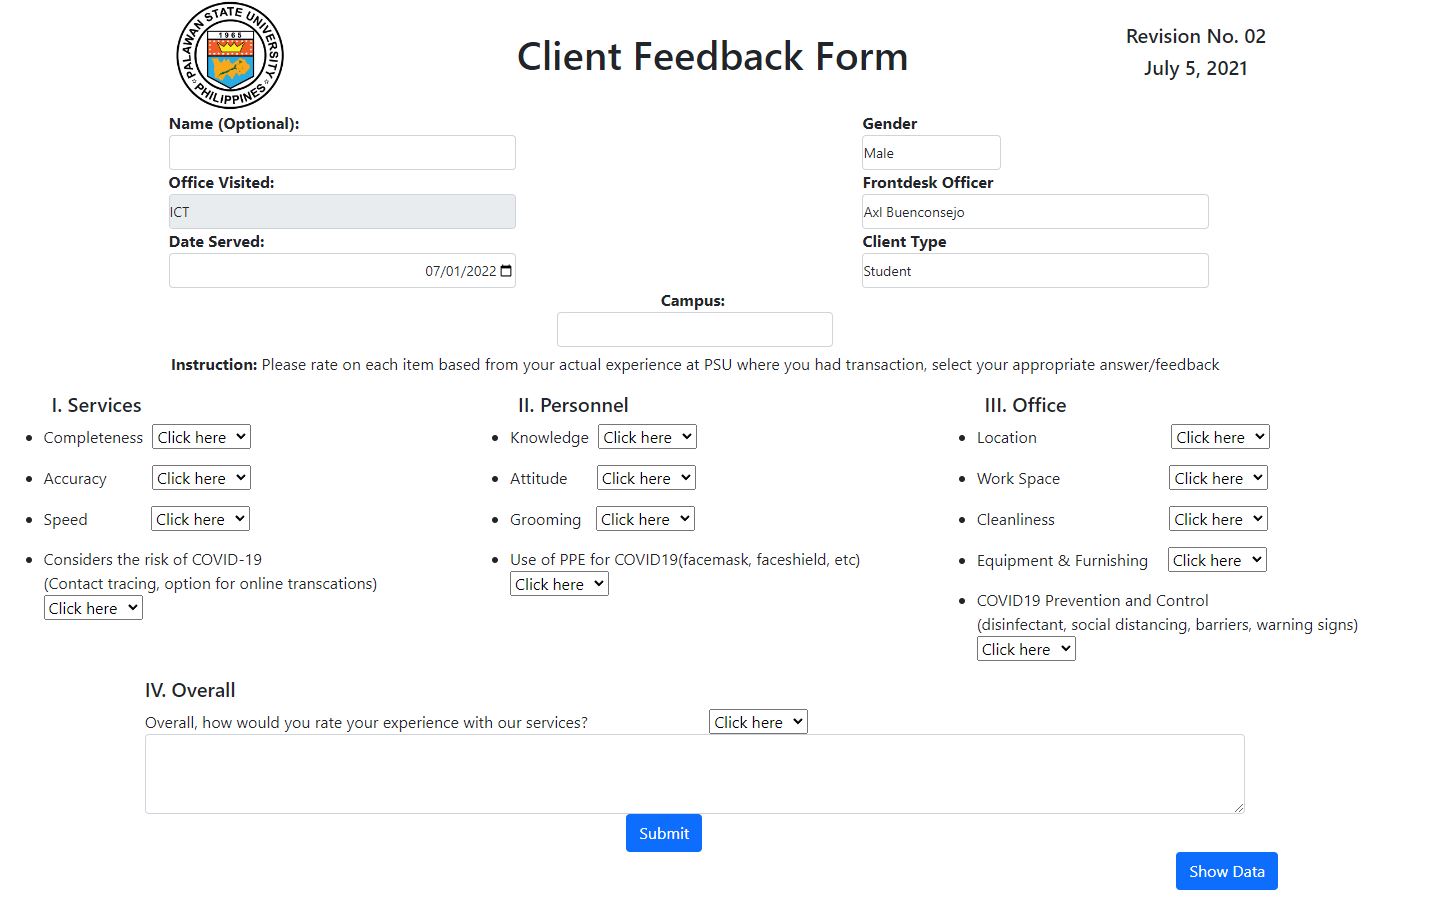 PALAWAN STATE UNIVERSITY
1965
PHILIPPINES
Client Feedback Form
Revision No. 02
July 5, 2021
Name (Optional):
Gender
Male
Office Visited:
Frontdesk Officer
ICT
Axl Buenconsejo
Date Served:
Client Type
07/01/2022
Student
Campus:
Instruction: Please rate on each item based from your actual experience at PSU where you had transaction, select your appropriate answer/feedback
I. Services
Completeness Click here
Accuracy Click here
Speed Click here
Considers the risk of COVID-19
(Contact tracing, option for online transcations)
Click here
II. Personnel
Knowledge Click here
Attitude Click here
Grooming Click here
Use of PPE for COVID19(facemask, faceshield, etc)
Click here
III. Office
Location Click here
Work Space Click here
Cleanliness Click here
Equipment & Furnishing Click here
COVID19 Prevention and Control
(disinfectant, social distancing, barriers, warning signs)
Click here
IV. Overall
Overall, how would you rate your experience with our services? Click here
Submit
Show Data